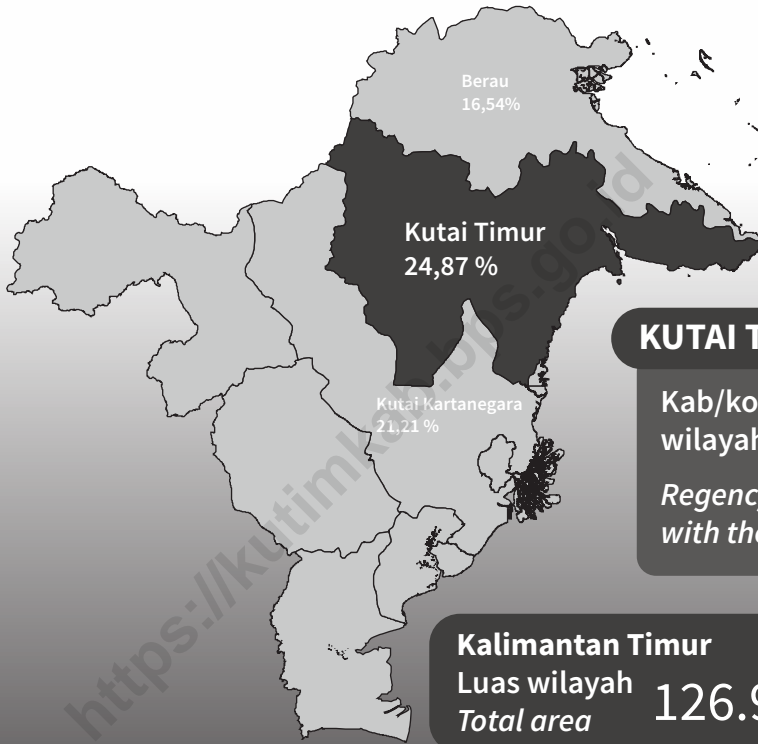 Berau
16,54%
Kutai Timur
24,87 %
KUTAI T
Kab/ko
wilayah
Kutai Kartanegara
21,21 %
Regency
with the
Kalimantan Timur
Luas wilayah
Total area
126.9
https://kutimkab.bps.go.id